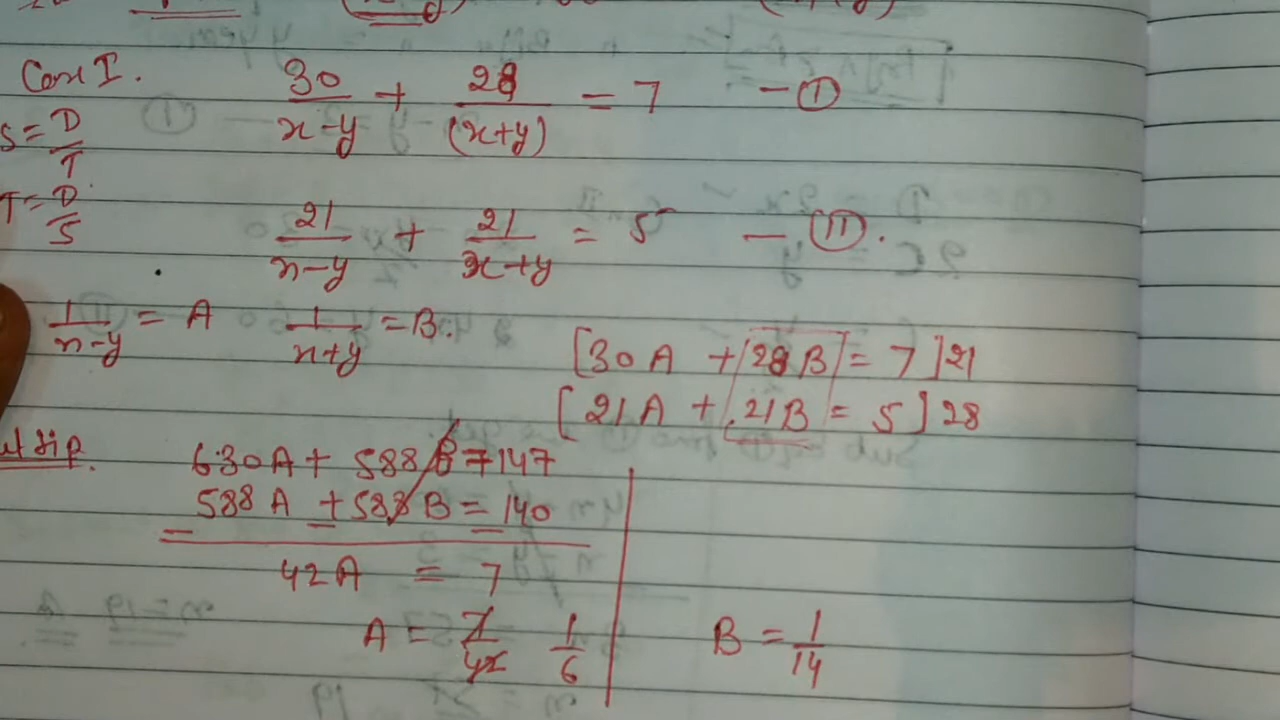 Case I. 30/(x-y) + 28/(x+y) = 7 - I
S = D/T
T = D/S
21/(x-y) + 21/(x+y) = 5 - II.
1/(x-y) = A 1/(x+y) = B.
[30A + 28B = 7] 21
[21A + 21B = 5] 28
630A + 588B = 147
588A + 588B = 140
42A = 7
A = 7/42 1/6
B = 1/14